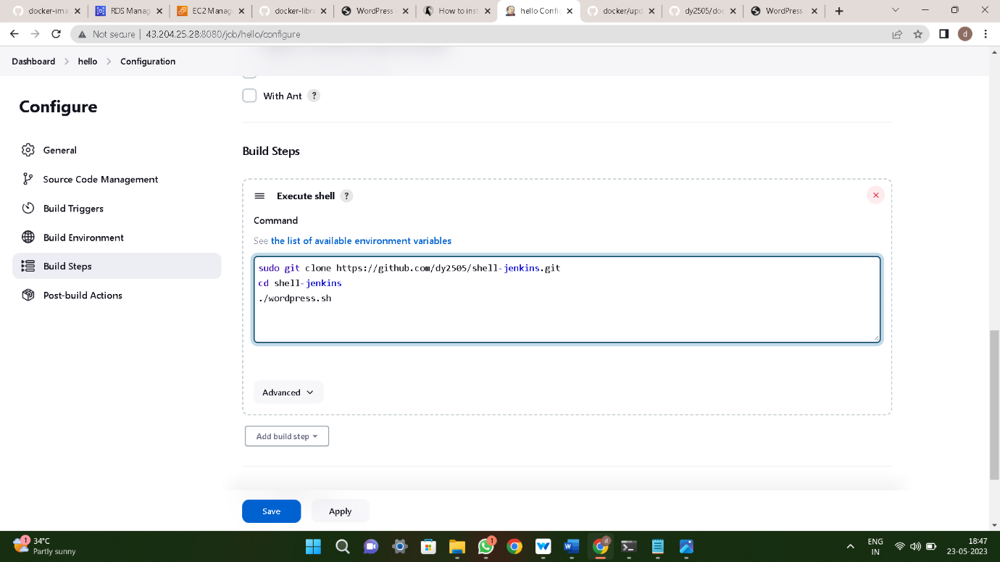 docker-ima
RDS Manag
EC2 Manag
docker-libra
WordPress
How to inst
hello Confi
docker/upd
dy2505/doc
WordPress
Not secure | 43.204.25.28:8080/job/hello/configure
d
Dashboard > hello > Configuration
Configure
General
Source Code Management
Build Triggers
Build Environment
Build Steps
Post-build Actions
With Ant ?
Build Steps
Execute shell ?
Command
See the list of available environment variables
sudo git clone https://github.com/dy2505/shell-jenkins.git
cd shell-jenkins
./wordpress.sh
Advanced
Add build step
Save
Apply
1
34°C
Partly sunny
1
d
ENG
IN
18:47
23-05-2023